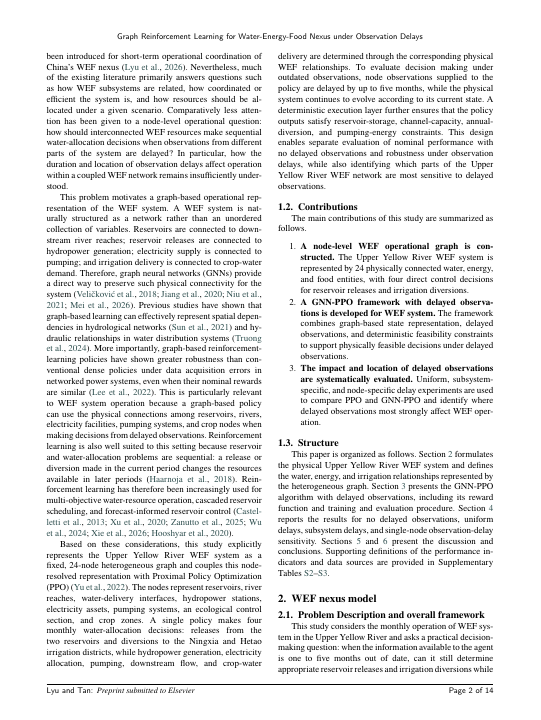 Graph Reinforcement Learning for Water-Energy-Food Nexus under Observation Delays
been introduced for short-term operational coordination of
China's WEF nexus (Lyu et al., 2026). Nevertheless, much
of the existing literature primarily answers questions such
as how WEF subsystems are related, how coordinated or
efficient the system is, and how resources should be al-
located under a given scenario. Comparatively less atten-
tion has been given to a node-level operational question:
how should interconnected WEF resources make sequential
water-allocation decisions when observations from different
parts of the system are delayed? In particular, how the
duration and location of observation delays affect operation
within a coupled WEF network remains insufficiently under-
stood.
This problem motivates a graph-based operational rep-
resentation of the WEF system. A WEF system is nat-
urally structured as a network rather than an unordered
collection of variables. Reservoirs are connected to down-
stream river reaches; reservoir releases are connected to
hydropower generation; electricity supply is connected to
pumping; and irrigation delivery is connected to crop-water
demand. Therefore, graph neural networks (GNNs) provide
a direct way to preserve such physical connectivity for the
system (Veličković et al., 2018; Jiang et al., 2020; Niu et al.,
2021; Mei et al., 2026). Previous studies have shown that
graph-based learning can effectively represent spatial depen-
dencies in hydrological networks (Sun et al., 2021) and hy-
draulic relationships in water distribution systems (Truong
et al., 2024). More importantly, graph-based reinforcement-
learning policies have shown greater robustness than con-
ventional dense policies under data acquisition errors in
networked power systems, even when their nominal rewards
are similar (Lee et al., 2022). This is particularly relevant
to WEF system operation because a graph-based policy
can use the physical connections among reservoirs, rivers,
electricity facilities, pumping systems, and crop nodes when
making decisions from delayed observations. Reinforcement
learning is also well suited to this setting because reservoir
and water-allocation problems are sequential: a release or
diversion made in the current period changes the resources
available in later periods (Haarnoja et al., 2018). Rein-
forcement learning has therefore been increasingly used for
multi-objective water-resource operation, cascaded reservoir
scheduling, and forecast-informed reservoir control (Castel-
letti et al., 2013; Xu et al., 2020; Zanutto et al., 2025; Wu
et al., 2024; Xie et al., 2026; Hooshyar et al., 2020).
Based on these considerations, this study explicitly
represents the Upper Yellow River WEF system as a
fixed, 24-node heterogeneous graph and couples this node-
resolved representation with Proximal Policy Optimization
(PPO) (Yu et al., 2022). The nodes represent reservoirs, river
reaches, water-delivery interfaces, hydropower stations,
electricity assets, pumping systems, an ecological control
section, and crop zones. A single policy makes four
monthly water-allocation decisions: releases from the
two reservoirs and diversions to the Ningxia and Hetao
irrigation districts, while hydropower generation, electricity
allocation, pumping, downstream flow, and crop-water
delivery are determined through the corresponding physical
WEF relationships. To evaluate decision making under
outdated observations, node observations supplied to the
policy are delayed by up to five months, while the physical
system continues to evolve according to its current state. A
deterministic execution layer further ensures that the policy
outputs satisfy reservoir-storage, channel-capacity, annual-
diversion, and pumping-energy constraints. This design
enables separate evaluation of nominal performance with
no delayed observations and robustness under observation
delays, while also identifying which parts of the Upper
Yellow River WEF network are most sensitive to delayed
observations.
1.2. Contributions
The main contributions of this study are summarized as
follows.
1. A node-level WEF operational graph is con-
structed. The Upper Yellow River WEF system is
represented by 24 physically connected water, energy,
and food entities, with four direct control decisions
for reservoir releases and irrigation diversions.
2. A GNN-PPO framework with delayed observa-
tions is developed for WEF system. The framework
combines graph-based state representation, delayed
observations, and deterministic feasibility constraints
to support physically feasible decisions under delayed
observations.
3. The impact and location of delayed observations
are systematically evaluated. Uniform, subsystem-
specific, and node-specific delay experiments are used
to compare PPO and GNN-PPO and identify where
delayed observations most strongly affect WEF oper-
ation.
1.3. Structure
This paper is organized as follows. Section 2 formulates
the physical Upper Yellow River WEF system and defines
the water, energy, and irrigation relationships represented by
the heterogeneous graph. Section 3 presents the GNN-PPO
algorithm with delayed observations, including its reward
function and training and evaluation procedure. Section 4
reports the results for no delayed observations, uniform
delays, subsystem delays, and single-node observation-delay
sensitivity. Sections 5 and 6 present the discussion and
conclusions. Supporting definitions of the performance in-
dicators and data sources are provided in Supplementary
Tables S2–S3.
2. WEF nexus model
2.1. Problem Description and overall framework
This study considers the monthly operation of WEF sys-
tem in the Upper Yellow River and asks a practical decision-
making question: when the information available to the agent
is one to five months out of date, can it still determine
appropriate reservoir releases and irrigation diversions while
Lyu and Tan: Preprint submitted to Elsevier
Page 2 of 14